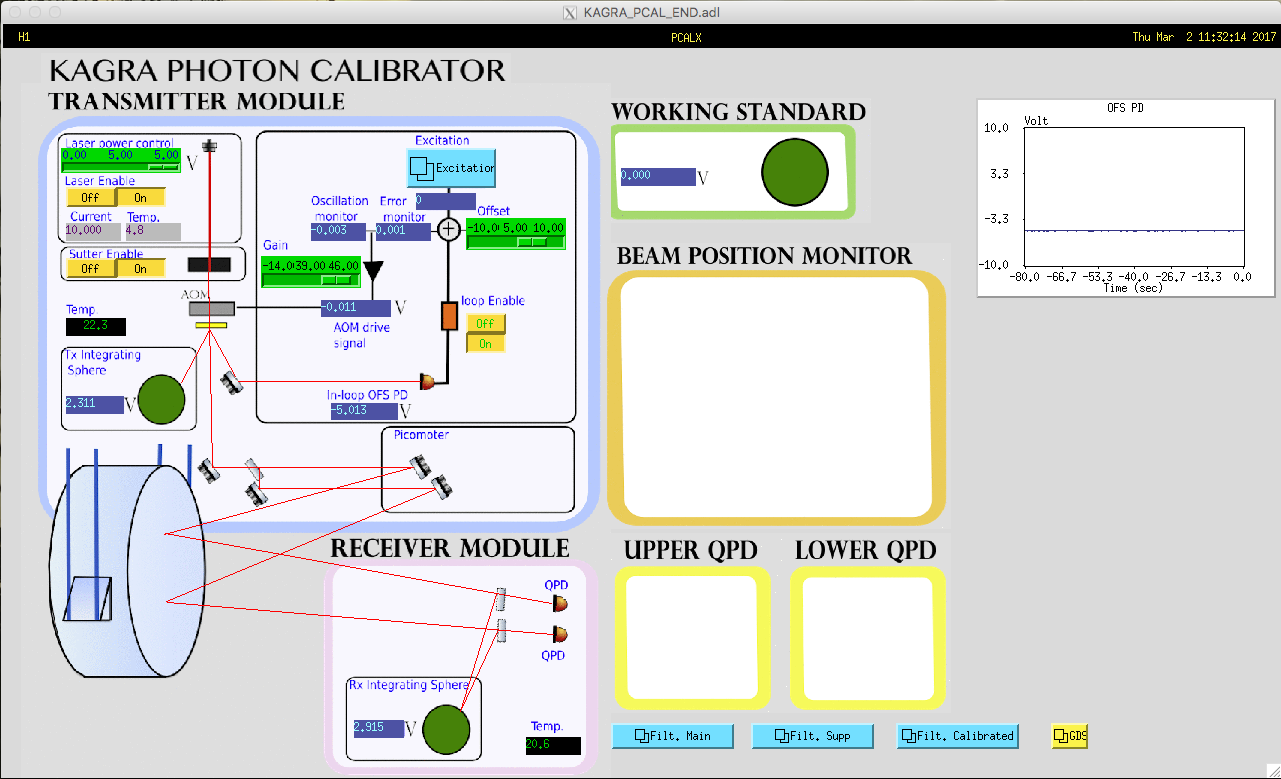 KAGRA_PCAL_END.adl
H1
PCALX
Thu Mar 2 11:32:14 2017
KAGRA PHOTON CALIBRATOR
TRANSMITTER MODULE
Laser power control
0.00 5.00 5.00
V
Laser Enable
Off On
Current Temp.
10.000 4.8
Sutter Enable
Off On
AOM
Temp
22.3
Tx Integrating
Sphere
2.311 V
Excitation
Excitation
0
Oscillation
monitor
-0.003
Error
monitor
0.001
Offset
-10.0 5.00 10.00
Gain
-14.0 39.00 46.00
-0.011 V
AOM drive
signal
loop Enable
Off
On
In-loop OFS PD
-5.013 V
Picomoter
RECEIVER MODULE
QPD
QPD
Rx Integrating Sphere
2.915 V
Temp.
20.6
WORKING STANDARD
0.000 V
BEAM POSITION MONITOR
UPPER QPD
LOWER QPD
Filt. Main
Filt. Supp
Filt. Calibrated
GDS
OFS PD
Volt
10.0
3.3
-3.3
-10.0
-80.0 -66.7 -53.3 -40.0 -26.7 -13.5 0.0
Time (sec)